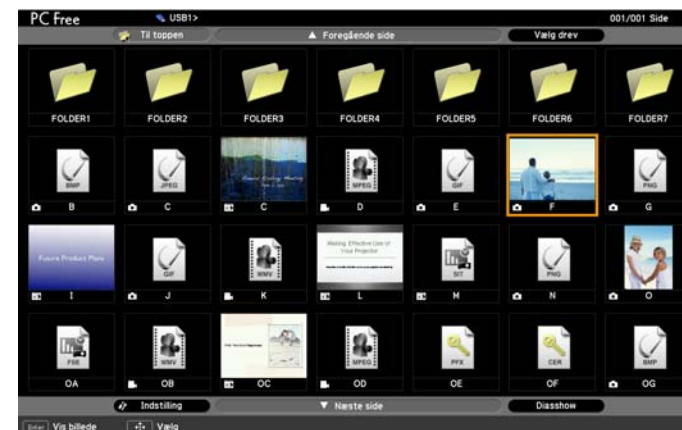 PC Free USB1> 001/001 Side
Til toppen ▲ Foregående side Vælg drev
FOLDER1 FOLDER2 FOLDER3 FOLDER4 FOLDER5 FOLDER6 FOLDER7
BMP JPEG MPEG GIF PNG
B C C D E F G
Future Product Plans GIF WMV Making Effective Use of SIT PNG
Your Projector
I J K L M N O
FSE WMV MPEG PFX CER BMP
OA OB OC OD OE OF OG
Indstilling ▼ Næste side Diasshow
Enter Vis billede Vælg